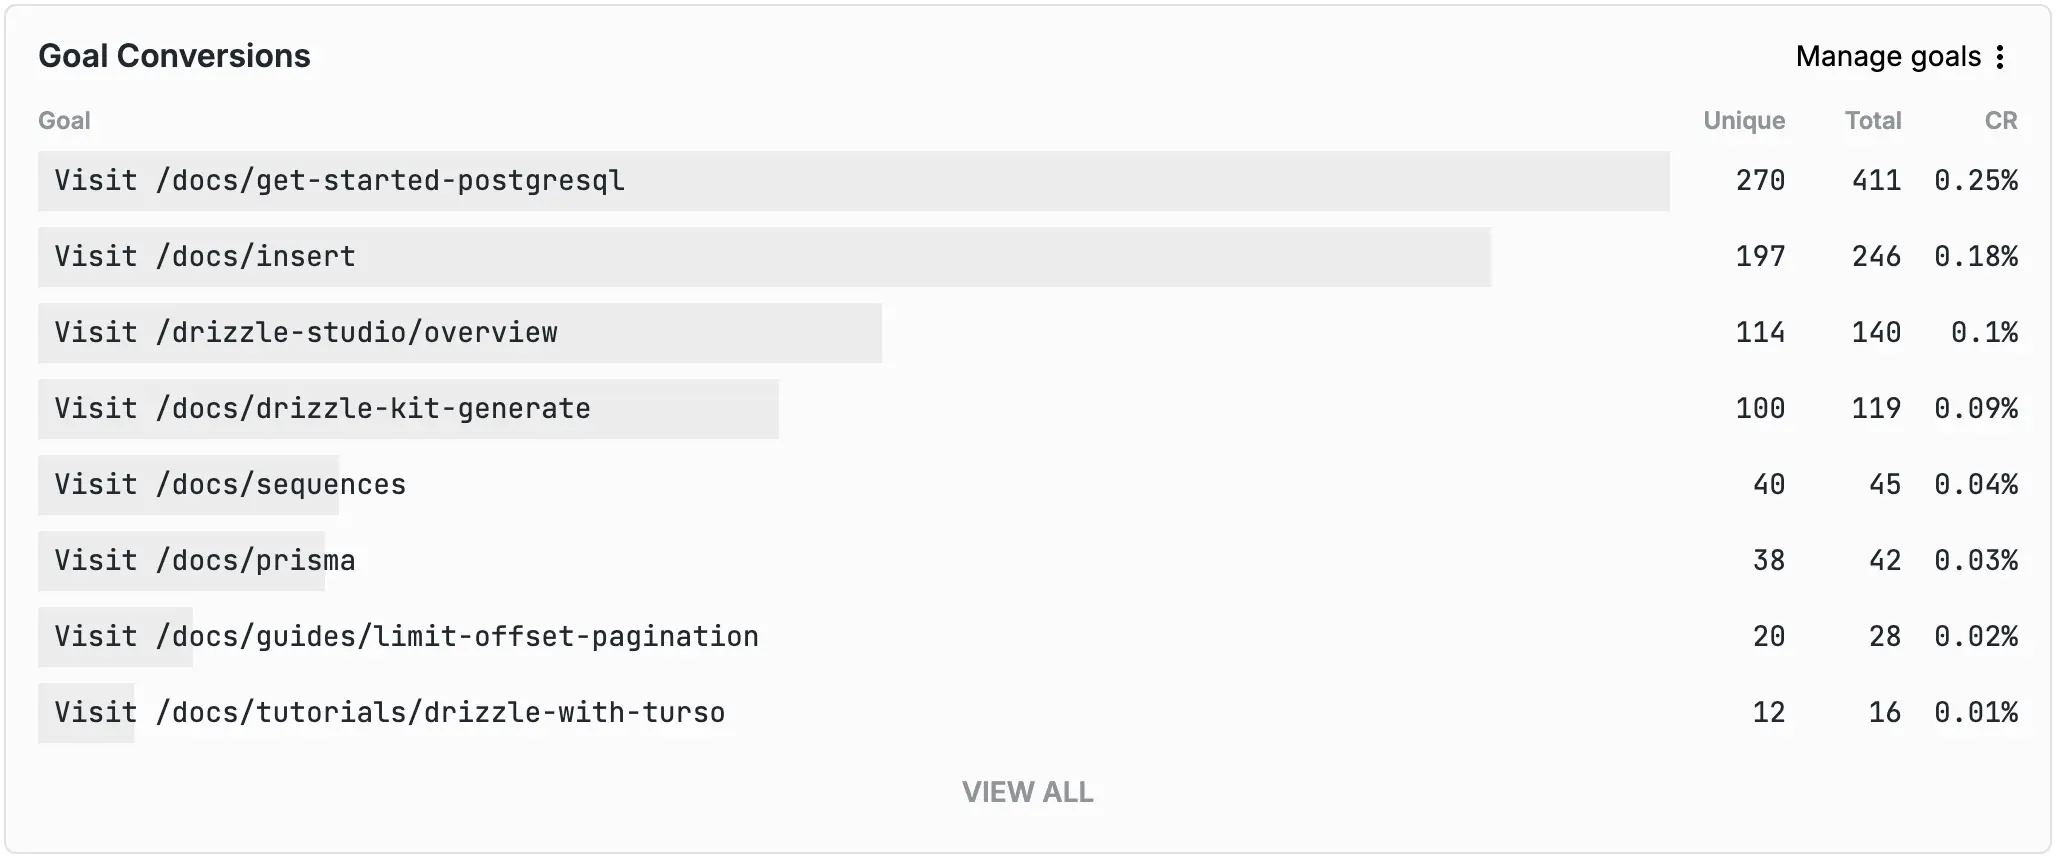 Goal Conversions Manage goals
Goal Unique Total CR
Visit /docs/get-started-postgresql 270 411 0.25%
Visit /docs/insert 197 246 0.18%
Visit /drizzle-studio/overview 114 140 0.1%
Visit /docs/drizzle-kit-generate 100 119 0.09%
Visit /docs/sequences 40 45 0.04%
Visit /docs/prisma 38 42 0.03%
Visit /docs/guides/limit-offset-pagination 20 28 0.02%
Visit /docs/tutorials/drizzle-with-turso 12 16 0.01%
VIEW ALL